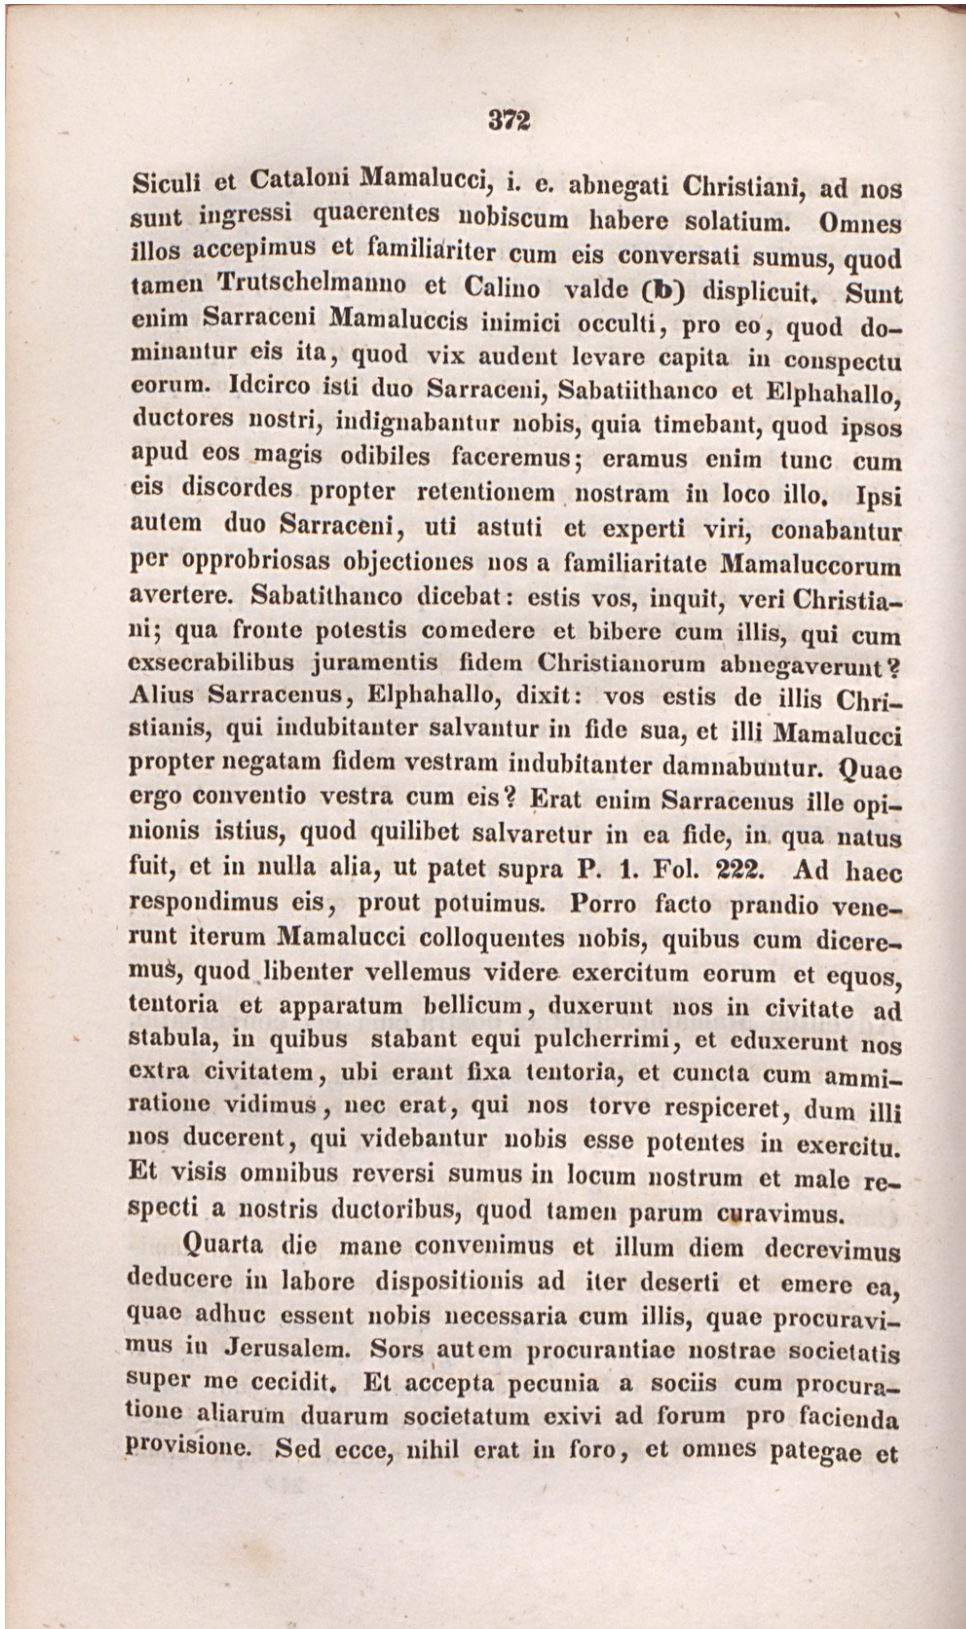 372
Siculi et Cataloni Mamalucci, i. e. abnegati Christiani, ad nos
sunt ingressi quaerentes nobiscum habere solatium. Omnes
illos accepimus et familiariter cum eis conversati sumus, quod
tamen Trutschelmanno et Calino valde (b) displicuit. Sunt
enim Sarraceni Mamaluccis inimici occulti, pro eo, quod do-
minantur eis ita, quod vix audent levare capita in conspectu
eorum. Idcirco isti duo Sarraceni, Sabatiithanco et Elphahallo,
ductores nostri, indignabantur nobis, quia timebant, quod ipsos
apud eos magis odibiles faceremus; eramus enim tunc cum
eis discordes propter retentionem nostram in loco illo. Ipsi
autem duo Sarraceni, uti astuti et experti viri, conabantur
per opprobriosas objectiones nos a familiaritate Mamaluccorum
avertere. Sabatithanco dicebat: estis vos, inquit, veri Christia-
ni; qua fronte potestis comedere et bibere cum illis, qui cum
exsecrabilibus juramentis fidem Christianorum abnegaverunt?
Alius Sarracenus, Elphahallo, dixit: vos estis de illis Chri-
stianis, qui indubitanter salvantur in fide sua, et illi Mamalucci
propter negatam fidem vestram indubitanter damnabuntur. Quae
ergo conventio vestra cum eis? Erat enim Sarracenus ille opi-
nionis istius, quod quilibet salvaretur in ea fide, in qua natus
fuit, et in nulla alia, ut patet supra P. 1. Fol. 222. Ad haec
respondimus eis, prout potuimus. Porro facto prandio vene-
runt iterum Mamalucci colloquentes nobis, quibus cum dicere-
mus, quod libenter vellemus videre exercitum eorum et equos,
tentoria et apparatum bellicum, duxerunt nos in civitate ad
stabula, in quibus stabant equi pulcherrimi, et eduxerunt nos
extra civitatem, ubi erant fixa tentoria, et cuncta cum ammi-
ratione vidimus, nec erat, qui nos torve respiceret, dum illi
nos ducerent, qui videbantur nobis esse potentes in exercitu.
Et visis omnibus reversi sumus in locum nostrum et male re-
specti a nostris ductoribus, quod tamen parum curavimus.
Quarta die mane convenimus et illum diem decrevimus
deducere in labore dispositionis ad iter deserti et emere ea,
quae adhuc essent nobis necessaria cum illis, quae procuravi-
mus in Jerusalem. Sors autem procurantiae nostrae societatis
super me cecidit. Et accepta pecunia a sociis cum procura-
tione aliarum duarum societatum exivi ad forum pro facienda
provisione. Sed ecce, nihil erat in foro, et omnes pategae et